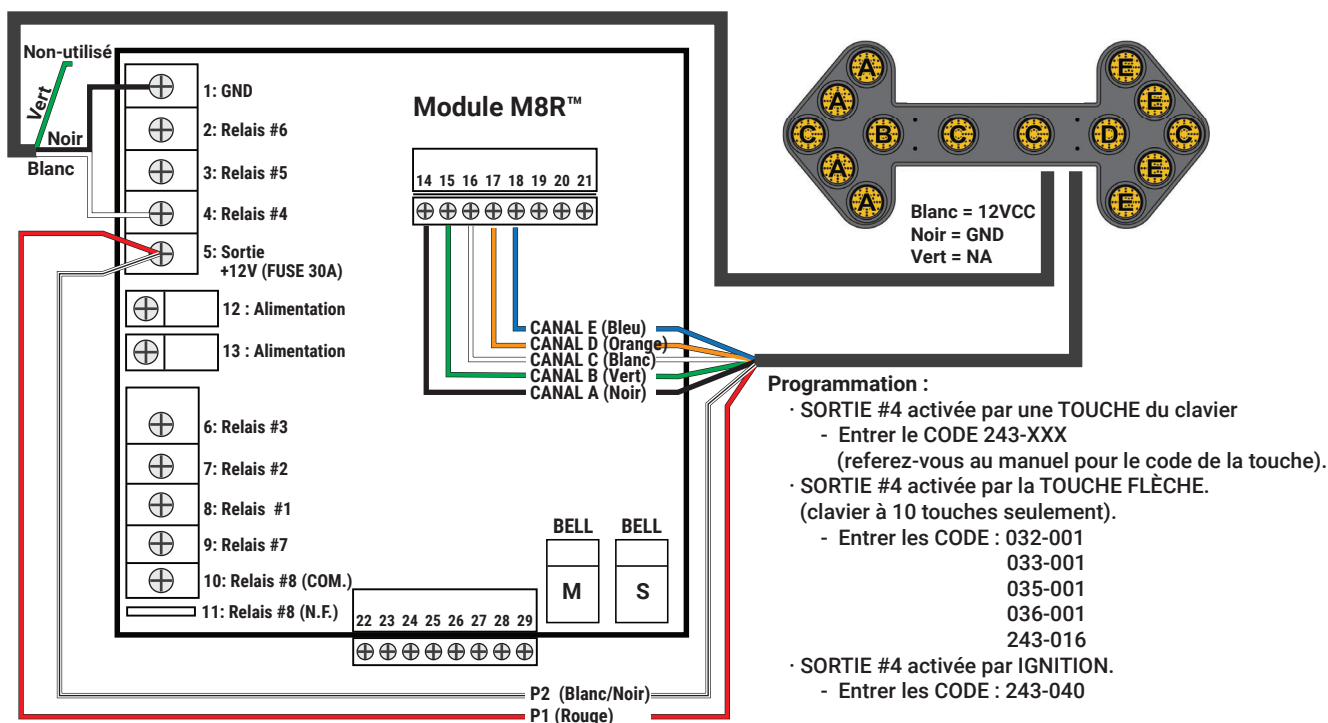 Non-utilisé
Vert
Noir
Blanc
1: GND
2: Relais #6
3: Relais #5
4: Relais #4
5: Sortie
+12V (FUSE 30A)
12 : Alimentation
13 : Alimentation
6: Relais #3
7: Relais #2
8: Relais #1
9: Relais #7
10: Relais #8 (COM.)
11: Relais #8 (N.F.)
Module M8R™
14 15 16 17 18 19 20 21
CANAL E (Bleu)
CANAL D (Orange)
CANAL C (Blanc)
CANAL B (Vert)
CANAL A (Noir)
BELL
M
BELL
S
22 23 24 25 26 27 28 29
P2 (Blanc/Noir)
P1 (Rouge)
A E
A E
C B C C D C
A E
A E
Blanc = 12VCC
Noir = GND
Vert = NA
Programmation :
· SORTIE #4 activée par une TOUCHE du clavier
- Entrer le CODE 243-XXX
(referez-vous au manuel pour le code de la touche).
· SORTIE #4 activée par la TOUCHE FLÈCHE.
(clavier à 10 touches seulement).
- Entrer les CODE : 032-001
033-001
035-001
036-001
243-016
· SORTIE #4 activée par IGNITION.
- Entrer les CODE : 243-040